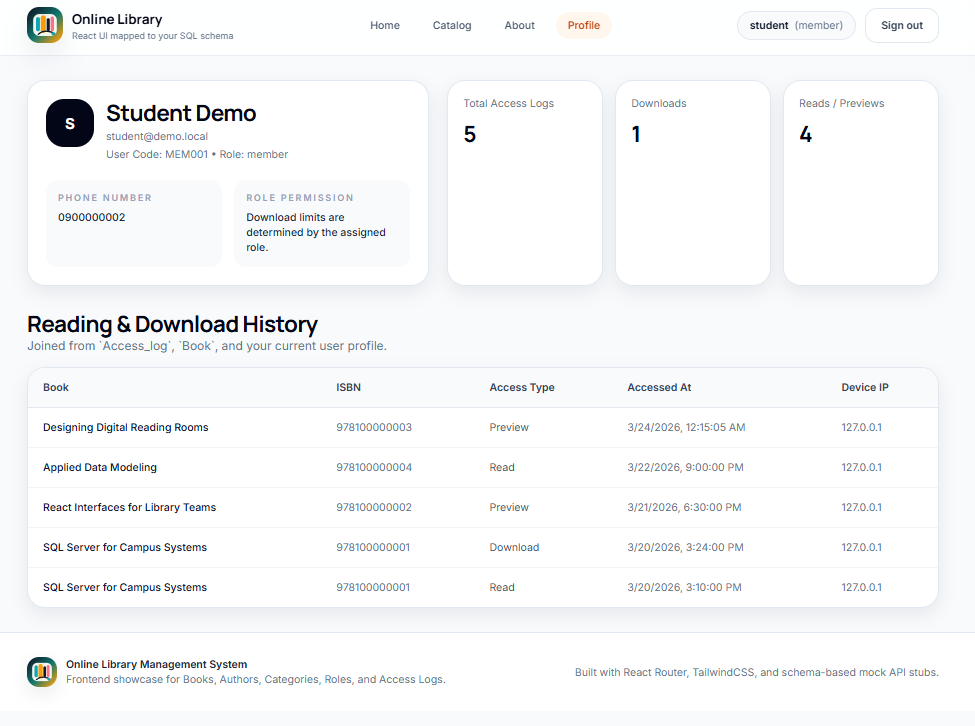 Online Library
React UI mapped to your SQL schema
Home Catalog About Profile
student (member) Sign out
S
Student Demo
student@demo.local
User Code: MEM001 • Role: member
PHONE NUMBER
0900000002
ROLE PERMISSION
Download limits are
determined by the assigned
role.
Total Access Logs
5
Downloads
1
Reads / Previews
4
Reading & Download History
Joined from `Access_log`, `Book`, and your current user profile.
Book ISBN Access Type Accessed At Device IP
Designing Digital Reading Rooms 978100000003 Preview 3/24/2026, 12:15:05 AM 127.0.0.1
Applied Data Modeling 978100000004 Read 3/22/2026, 9:00:00 PM 127.0.0.1
React Interfaces for Library Teams 978100000002 Preview 3/21/2026, 6:30:00 PM 127.0.0.1
SQL Server for Campus Systems 978100000001 Download 3/20/2026, 3:24:00 PM 127.0.0.1
SQL Server for Campus Systems 978100000001 Read 3/20/2026, 3:10:00 PM 127.0.0.1
Online Library Management System
Frontend showcase for Books, Authors, Categories, Roles, and Access Logs.
Built with React Router, TailwindCSS, and schema-based mock API stubs.